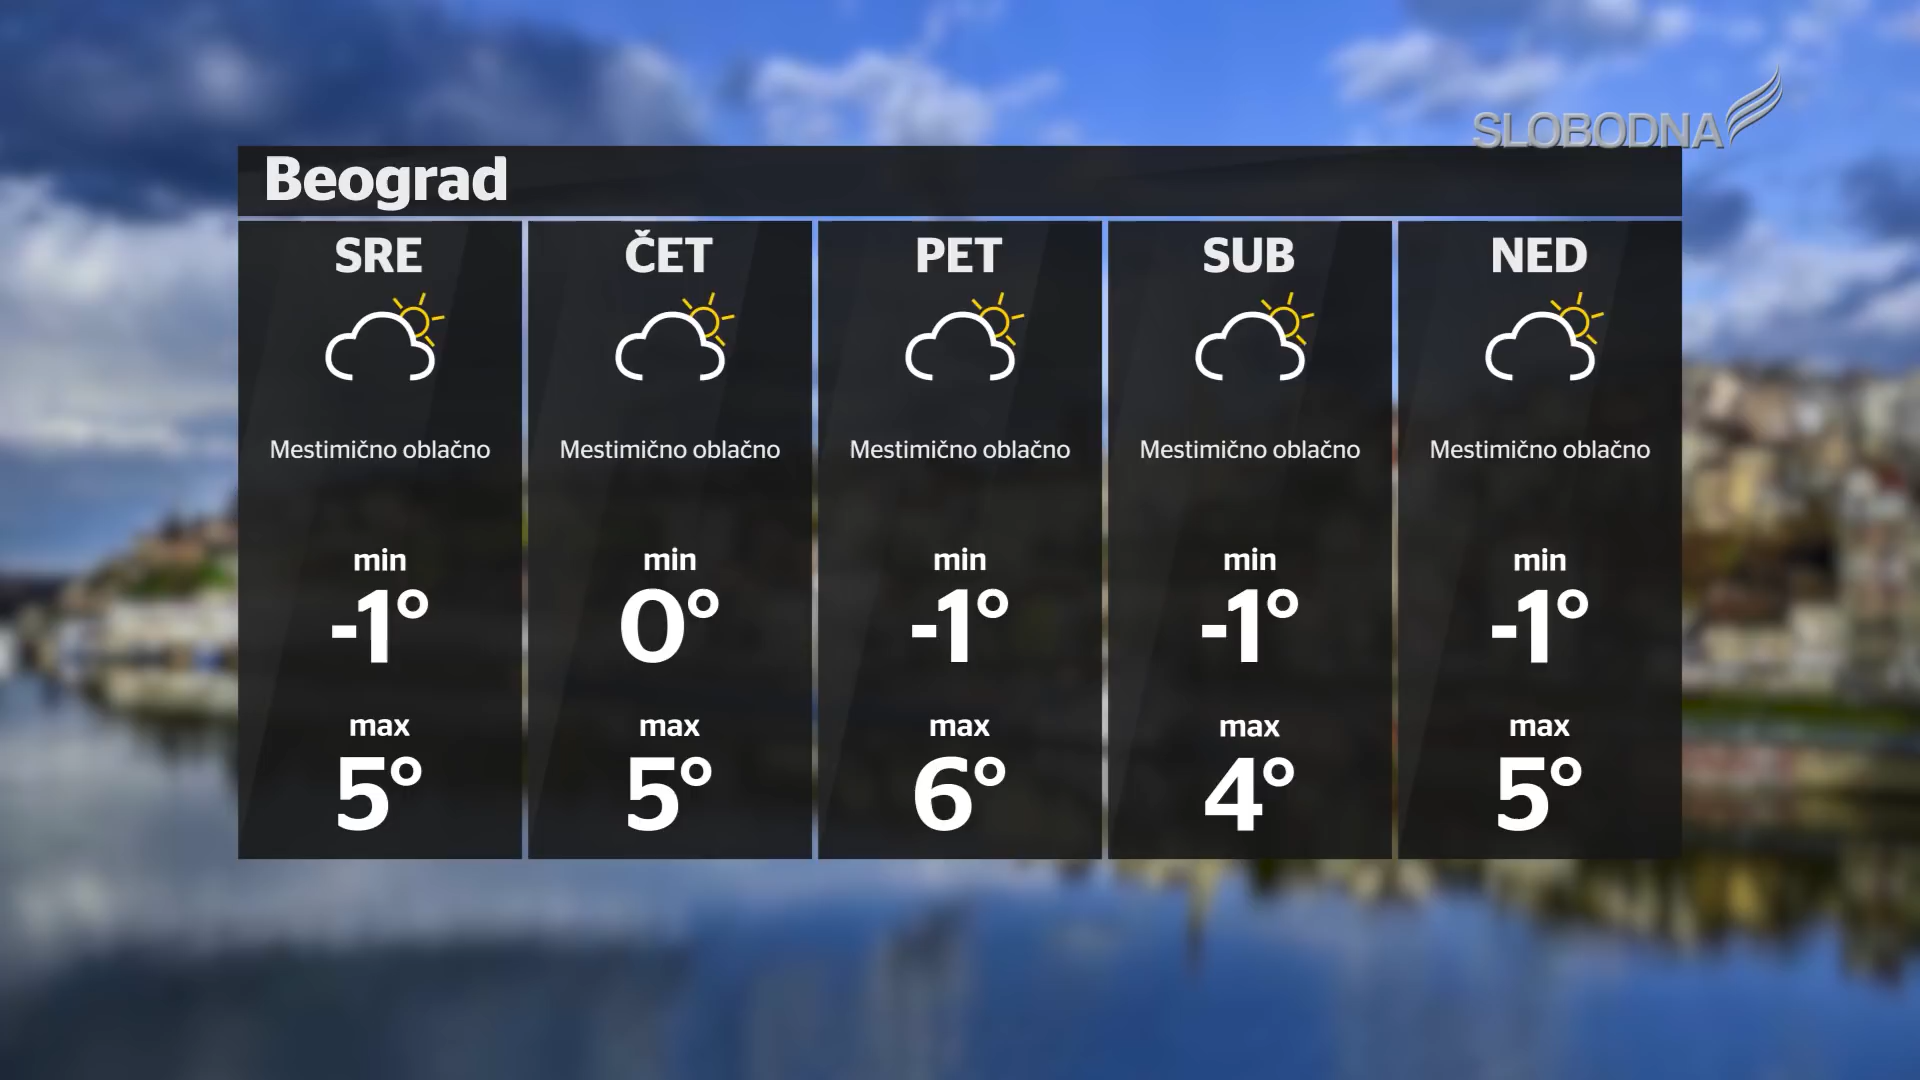 SLOBODNA
Beograd
SRE
Mestimično oblačno
min
-1°
max
5°
ČET
Mestimično oblačno
min
0°
max
5°
PET
Mestimično oblačno
min
-1°
max
6°
SUB
Mestimično oblačno
min
-1°
max
4°
NED
Mestimično oblačno
min
-1°
max
5°